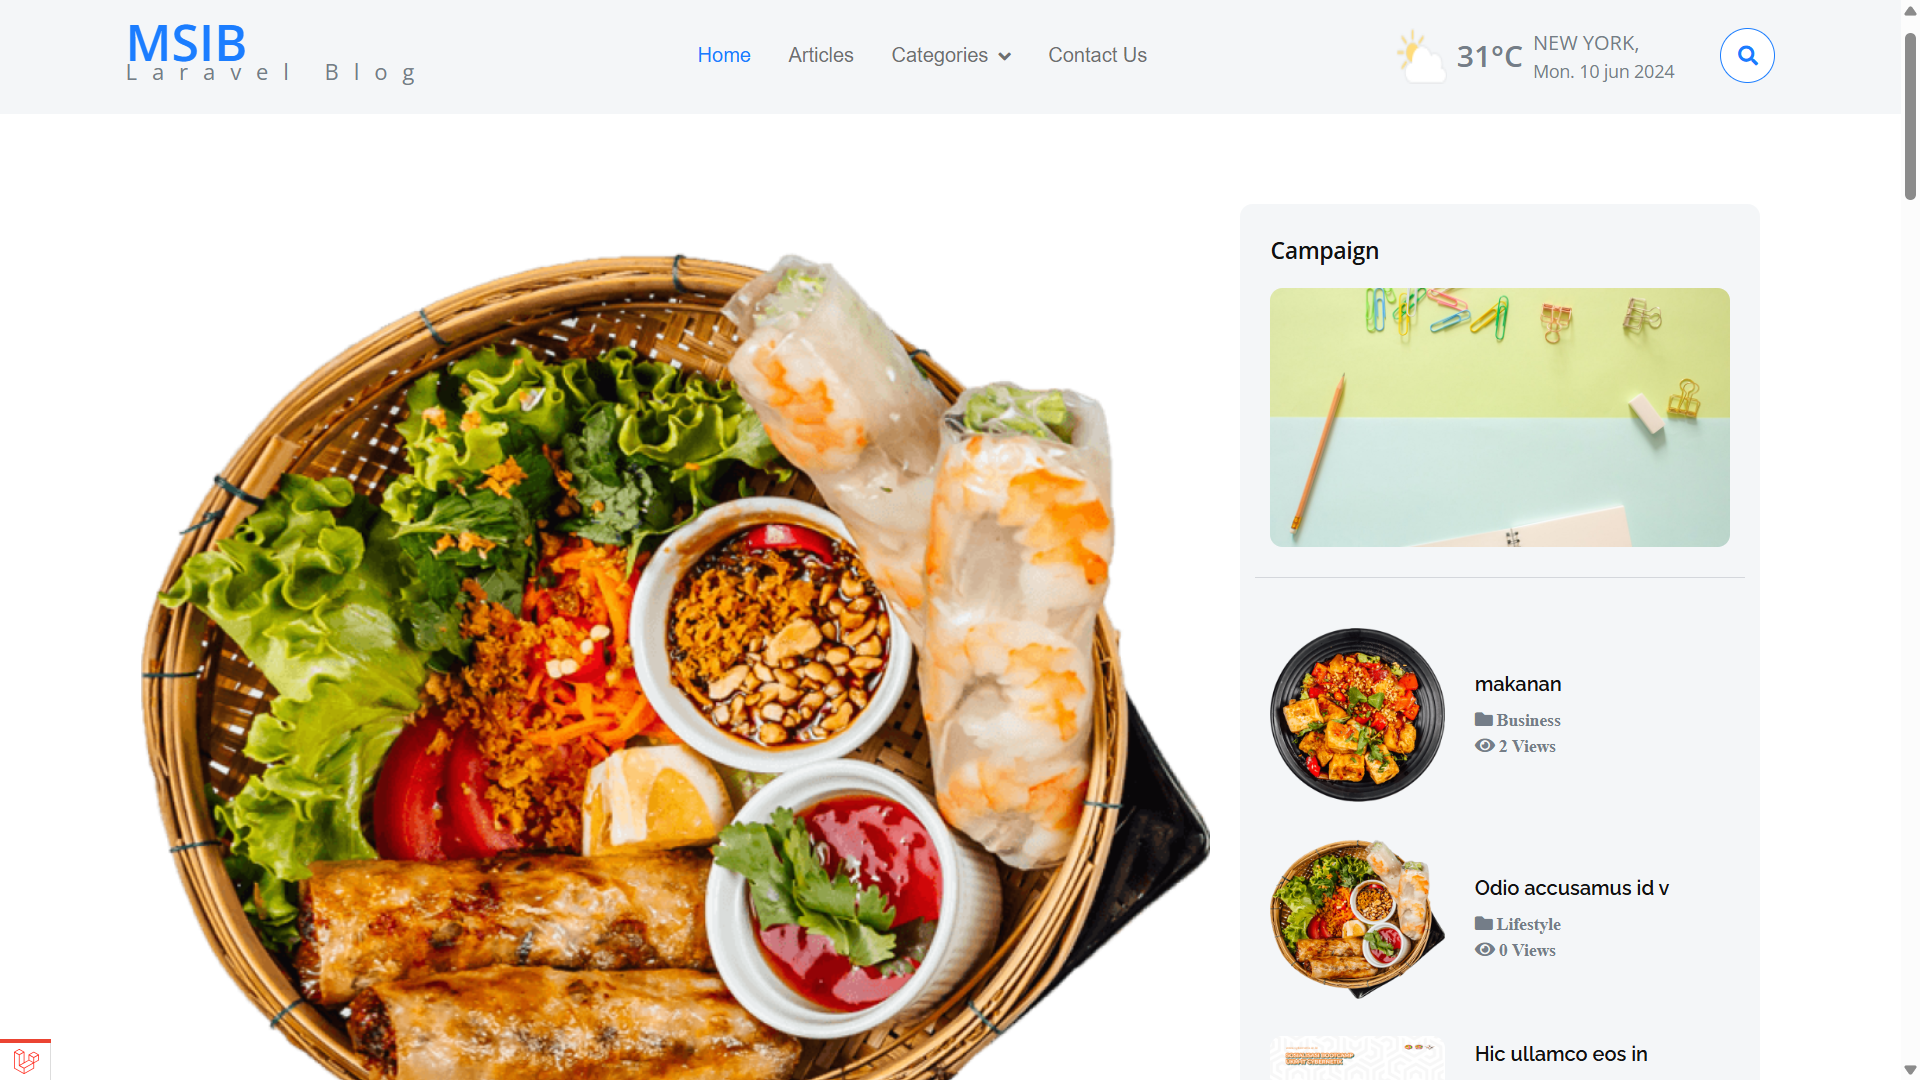 MSIB
Laravel Blog
Home
Articles
Categories
Contact Us
31°C
NEW YORK,
Mon. 10 jun 2024
Campaign
makanan
Business
2 Views
Odio accusamus id v
Lifestyle
0 Views
Hic ullamco eos in